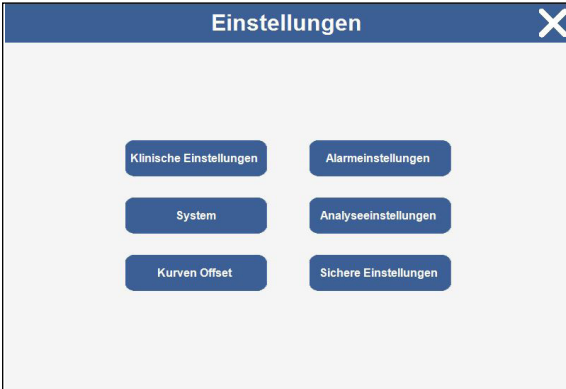 Einstellungen
Klinische Einstellungen
Alarmeinstellungen
System
Analyseeinstellungen
Kurven Offset
Sichere Einstellungen